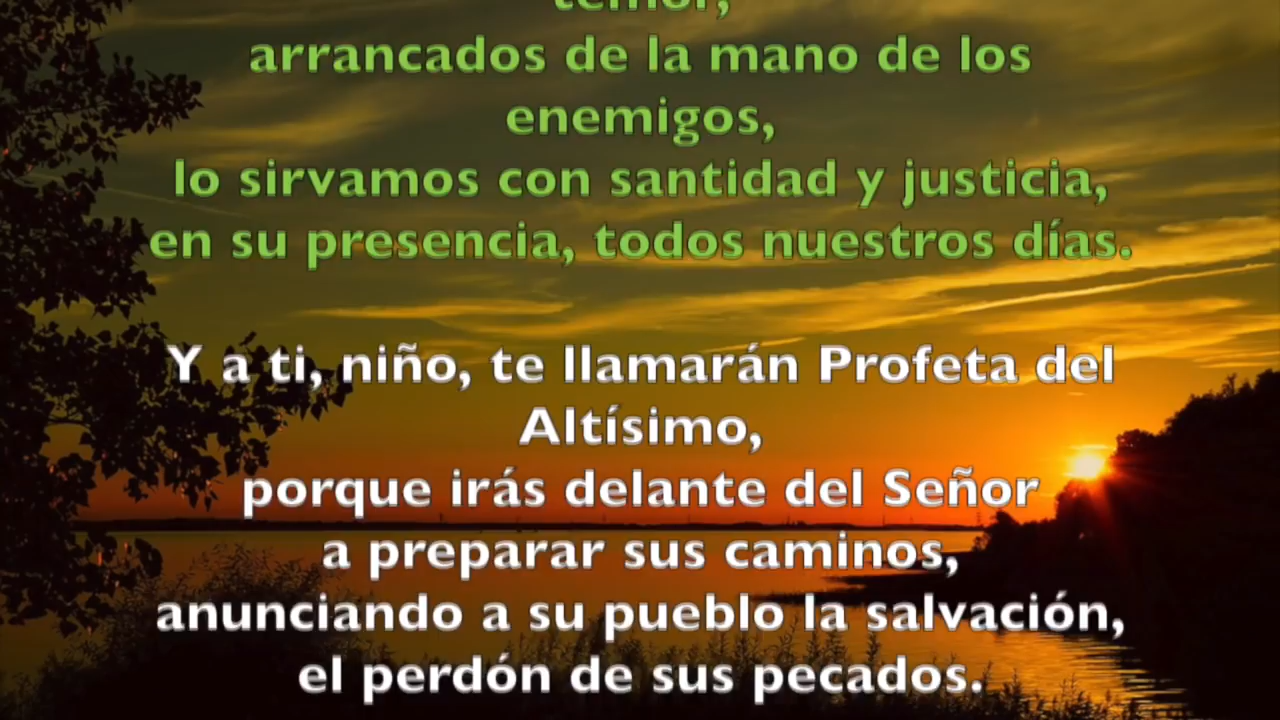 temor,
arrancados de la mano de los
enemigos,
lo sirvamos con santidad y justicia,
en su presencia, todos nuestros días.
Y a ti, niño, te llamarán Profeta del
Altísimo,
porque irás delante del Señor
a preparar sus caminos,
anunciando a su pueblo la salvación,
el perdón de sus pecados.